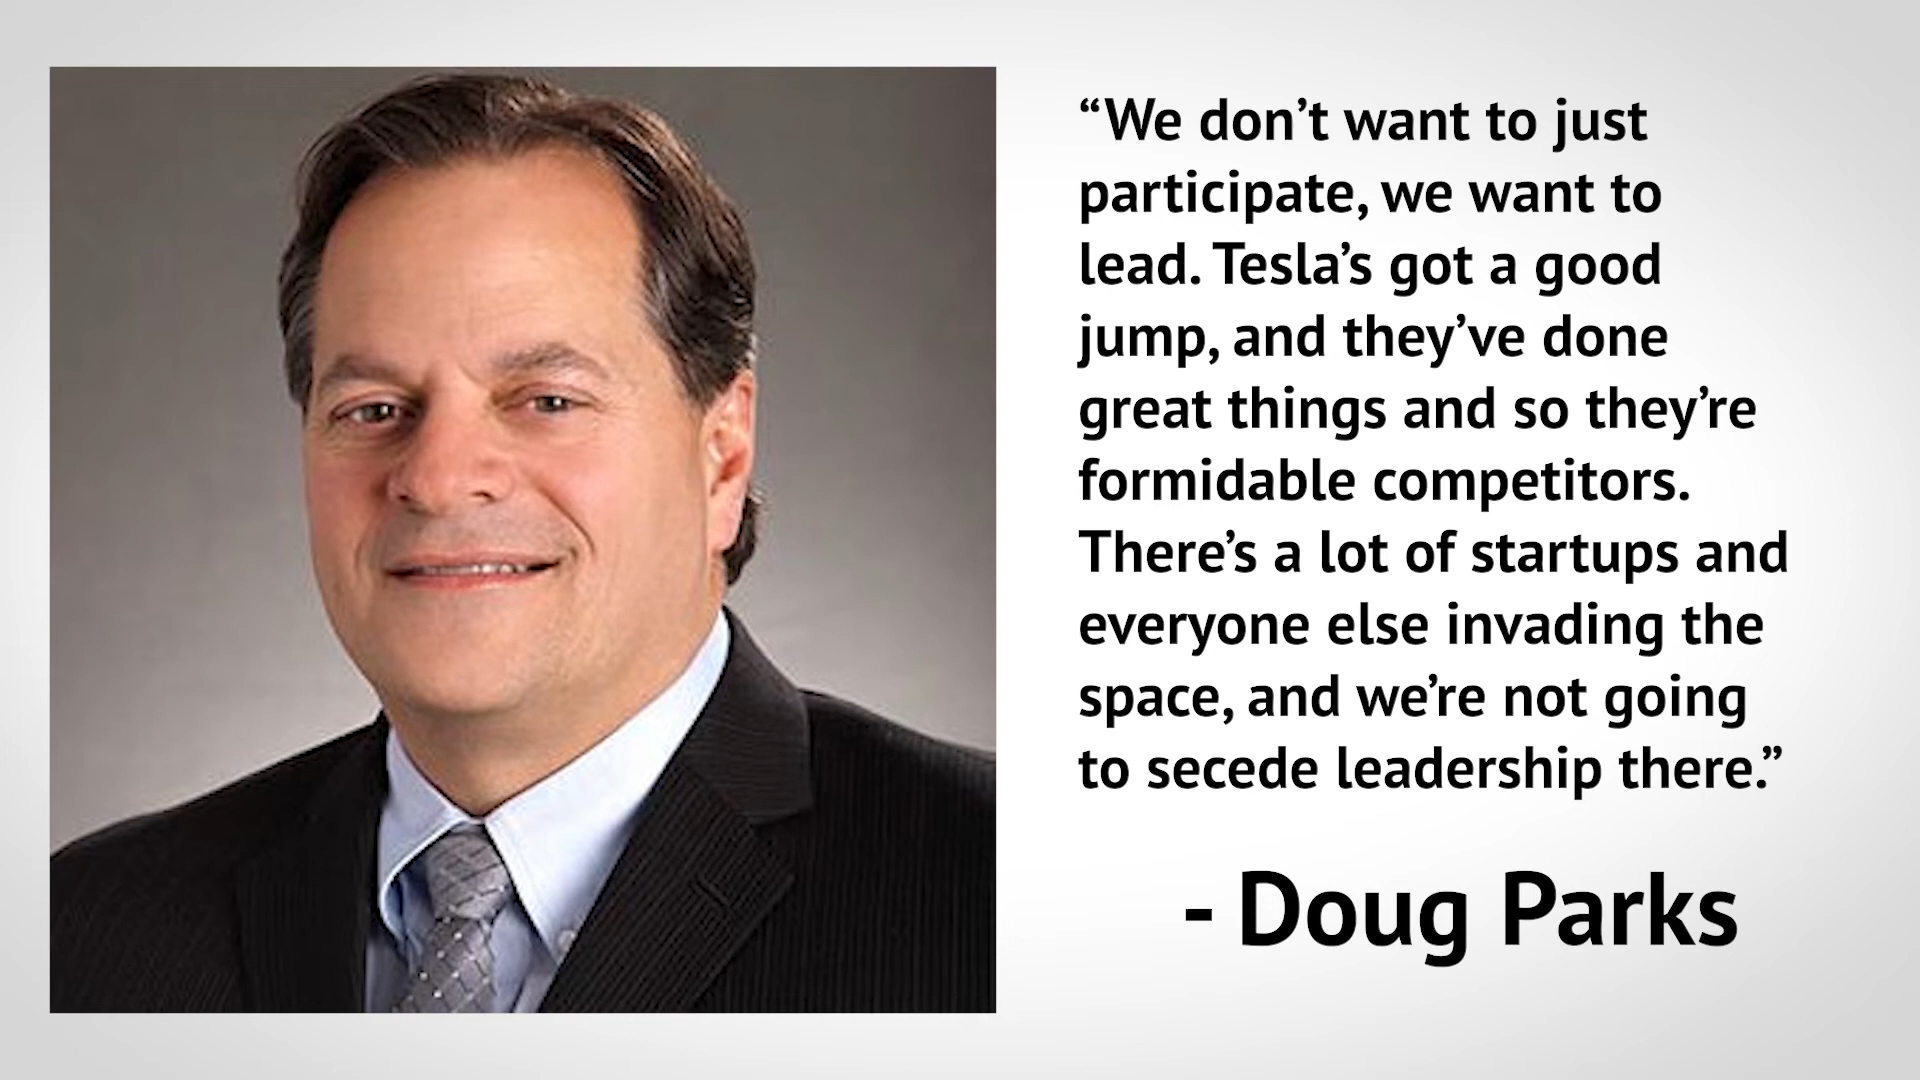 “We don’t want to just
participate, we want to
lead. Tesla’s got a good
jump, and they’ve done
great things and so they’re
formidable competitors.
There’s a lot of startups and
everyone else invading the
space, and we’re not going
to secede leadership there.”
- Doug Parks